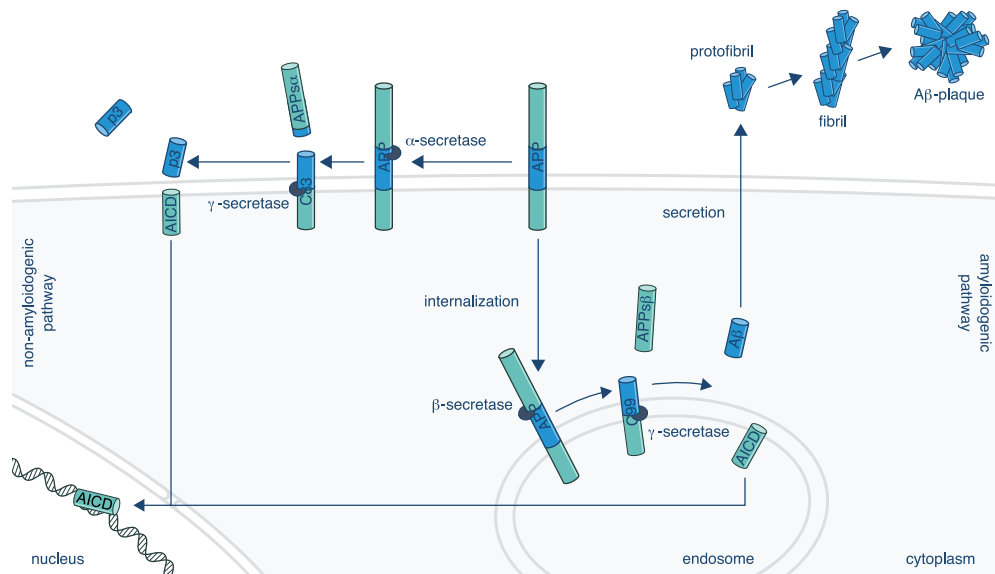 protofibril
fibril
Aβ-plaque
p3
APPsα
α-secretase
p3
C83
APP
APP
γ-secretase
AICD
secretion
non-amyloidogenic
pathway
amyloidogenic
pathway
internalization
APPsβ
Aβ
β-secretase
APP
C99
γ-secretase
AICD
AICD
nucleus
endosome
cytoplasm